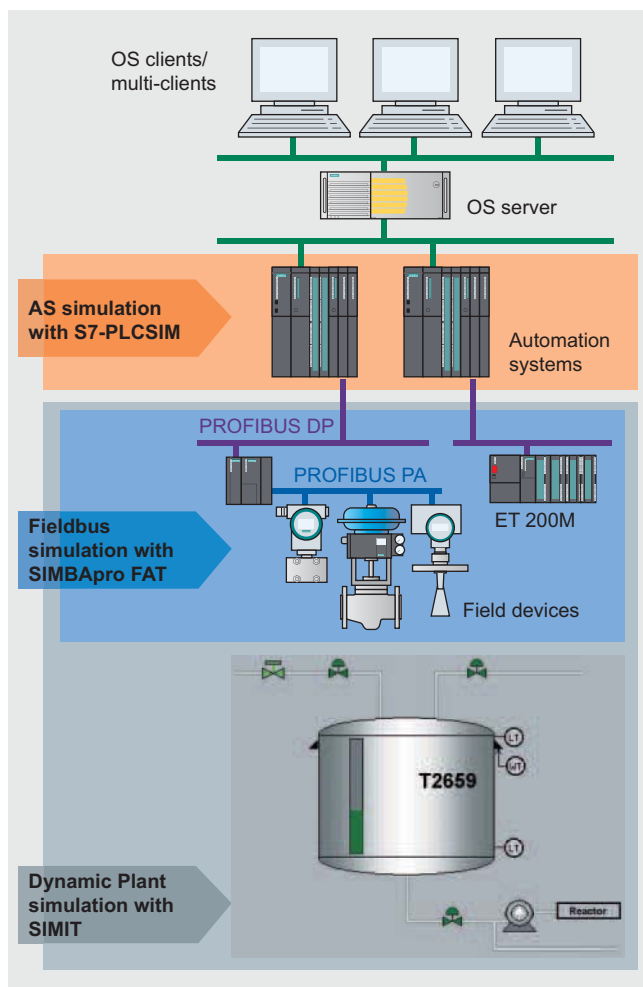 OS clients/
multi-clients
OS server
AS simulation
with S7-PLCSIM
Automation
systems
PROFIBUS DP
PROFIBUS PA
ET 200M
Fieldbus
simulation with
SIMBApro FAT
Field devices
LT
WT
T2659
LT
Dynamic Plant
simulation with
SIMIT
Reactor